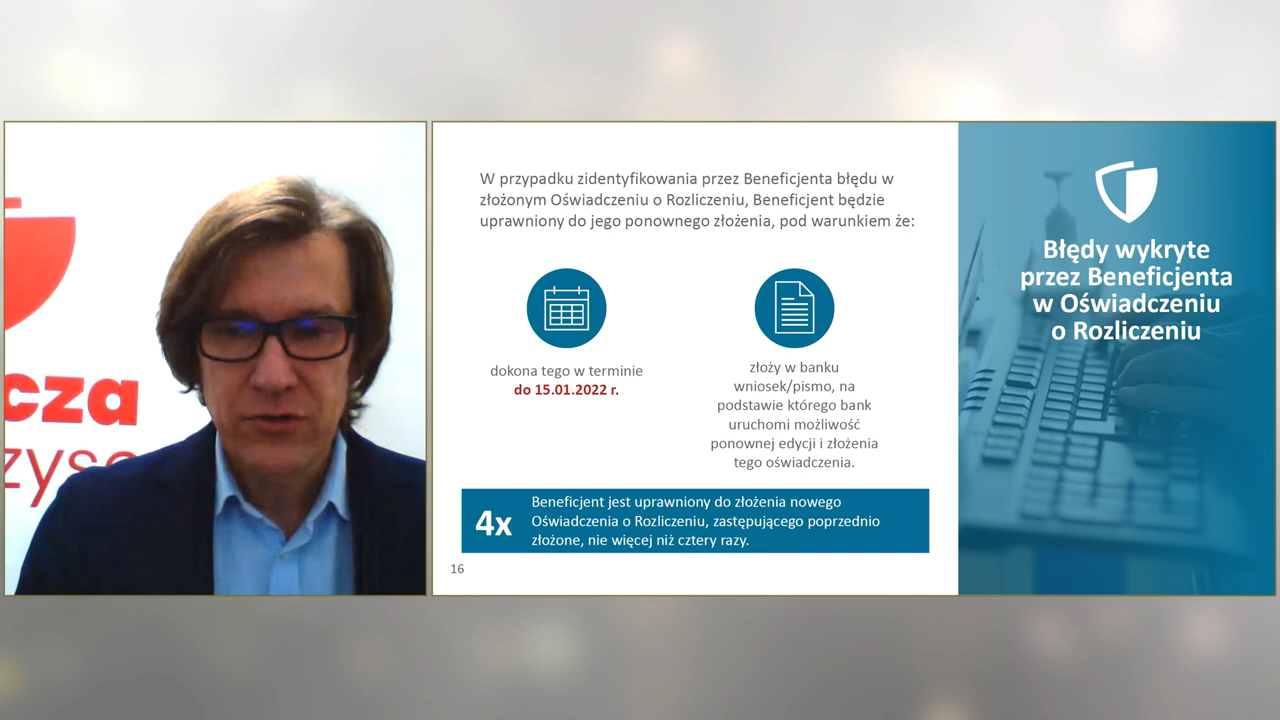 cza
zysc
W przypadku zidentyfikowania przez Beneficjenta błędu w
złożonym Oświadczeniu o Rozliczeniu, Beneficjent będzie
uprawniony do jego ponownego złożenia, pod warunkiem że:
dokona tego w terminie
do 15.01.2022 r.
złoży w banku
wniosek/pismo, na
podstawie którego bank
uruchomi możliwość
ponownej edycji i złożenia
tego oświadczenia.
4x
Beneficjent jest uprawniony do złożenia nowego
Oświadczenia o Rozliczeniu, zastępującego poprzednio
złożone, nie więcej niż cztery razy.
16
Błędy wykryte
przez Beneficjenta
w Oświadczeniu
o Rozliczeniu